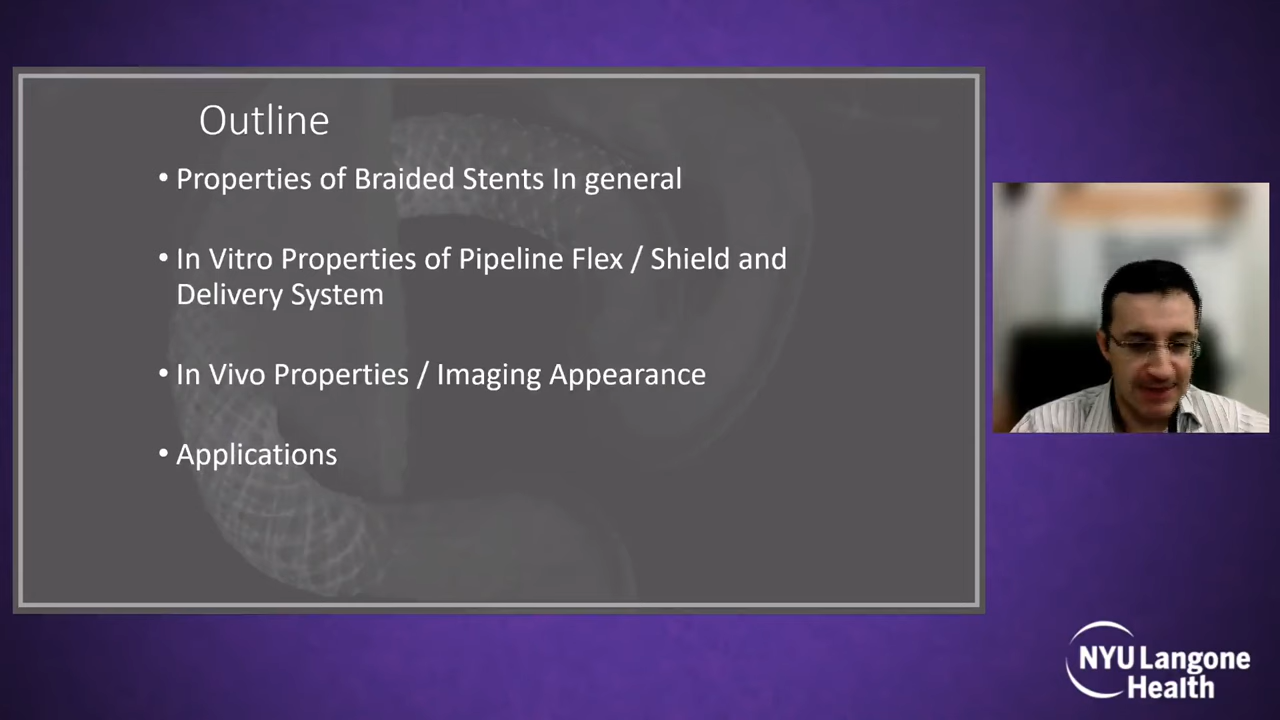 Outline
• Properties of Braided Stents In general
• In Vitro Properties of Pipeline Flex / Shield and
Delivery System
• In Vivo Properties / Imaging Appearance
• Applications
NYU Langone
Health